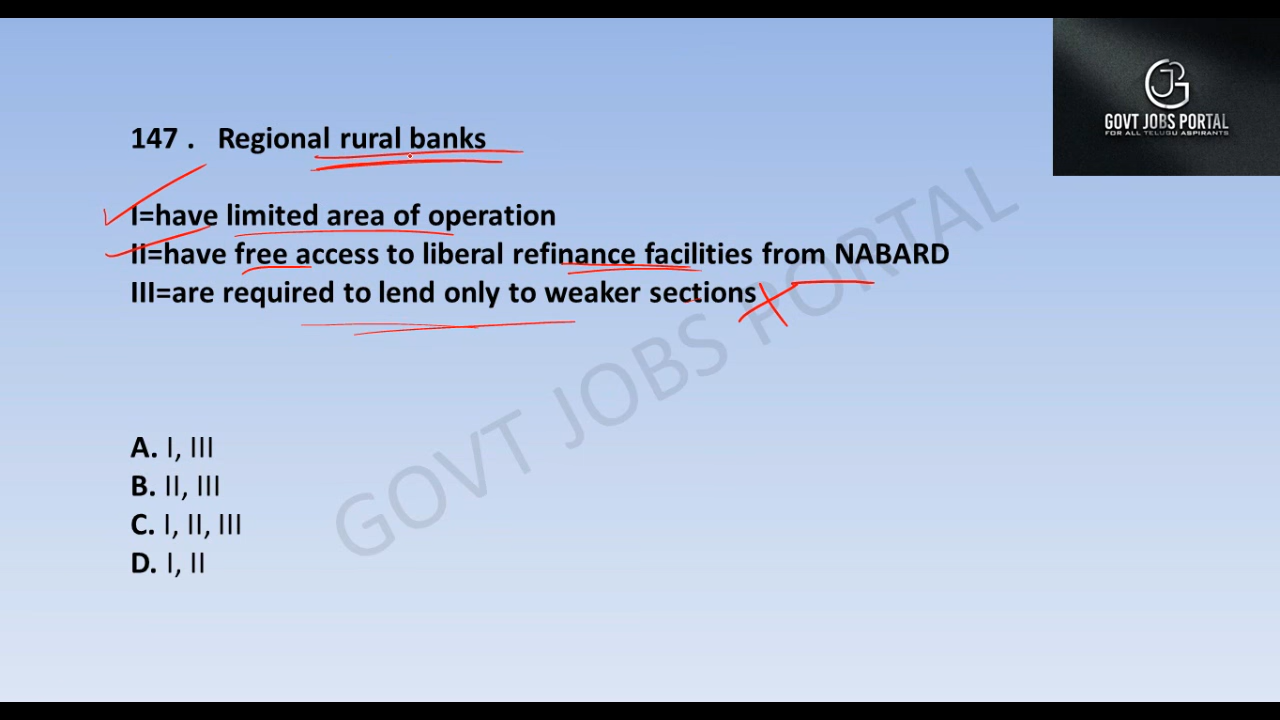 GOVT JOBS PORTAL
FOR ALL TELUGU ASPIRANTS
147 . Regional rural banks
I=have limited area of operation
II=have free access to liberal refinance facilities from NABARD
III=are required to lend only to weaker sections
A. I, III
B. II, III
C. I, II, III
D. I, II
GOVT JOBS PORTAL